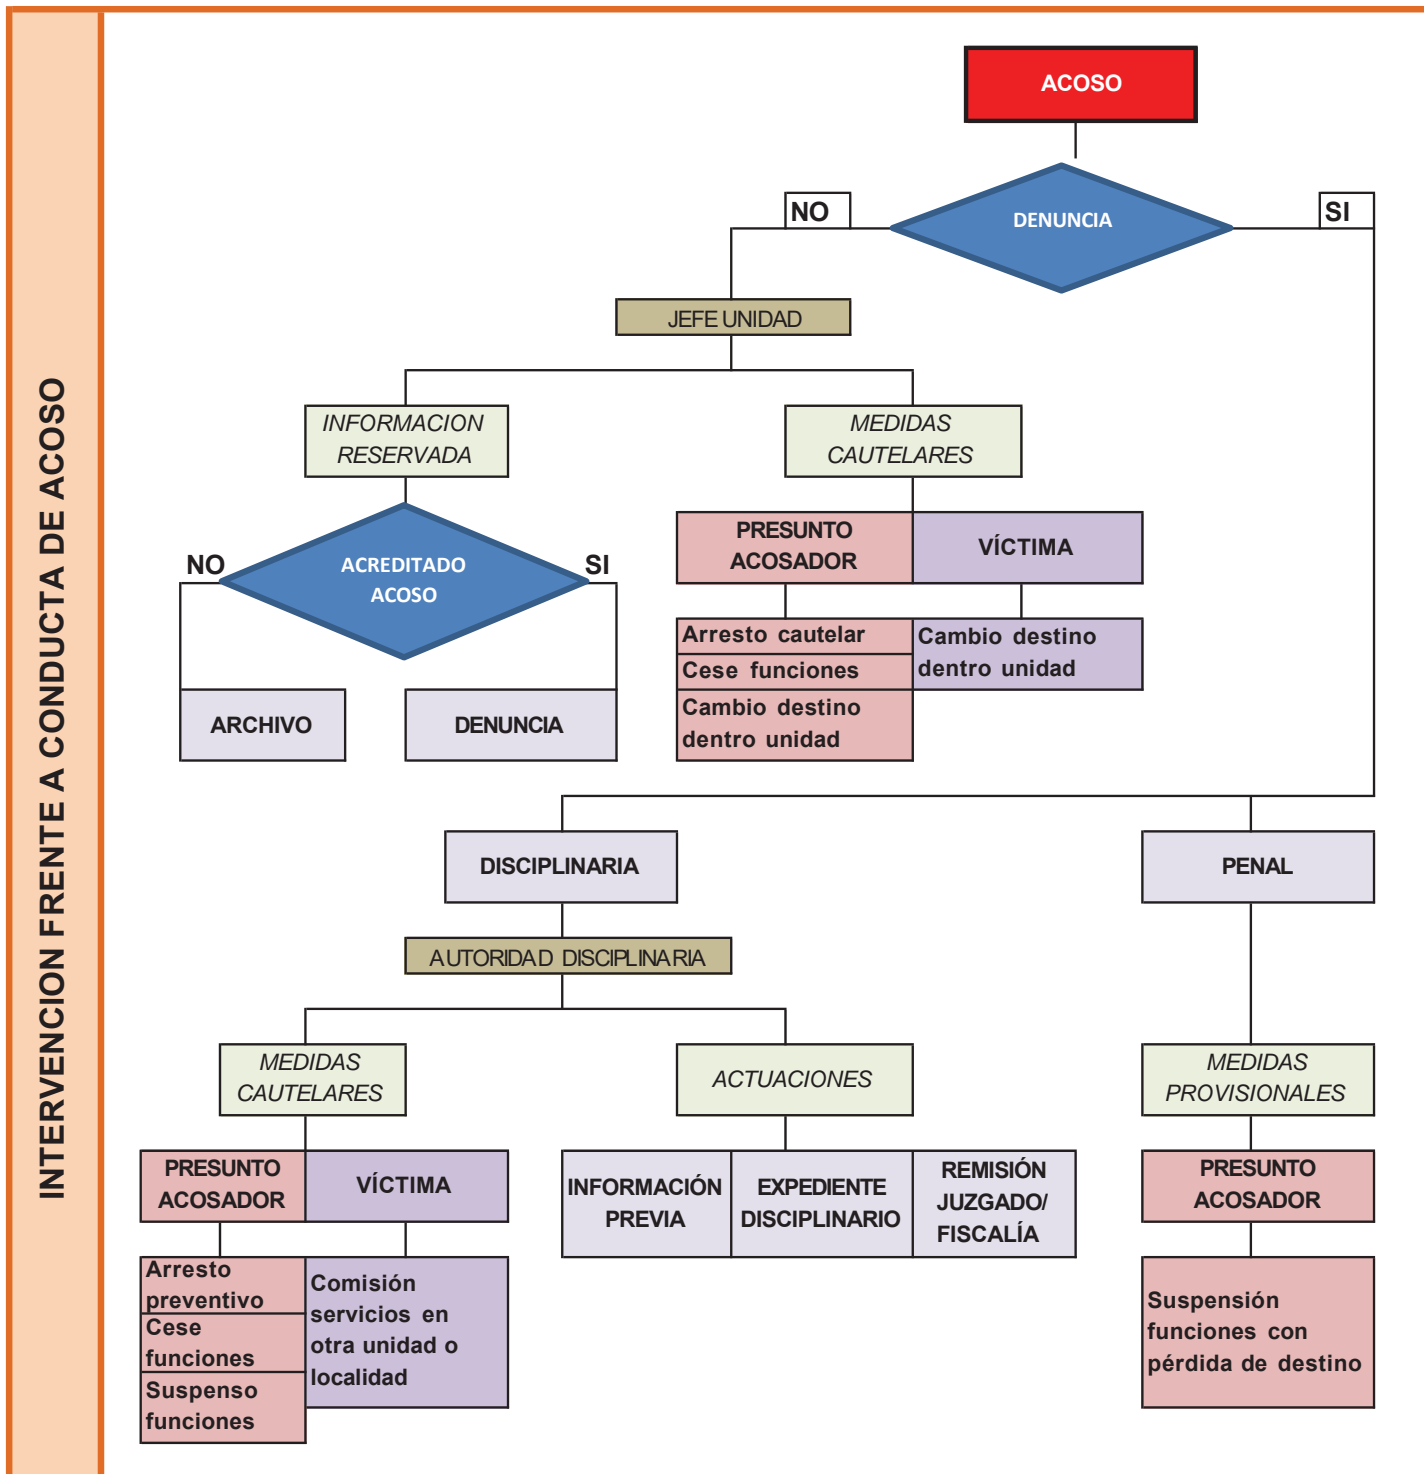 INTERVENCION FRENTE A CONDUCTA DE ACOSO
ACOSO
DENUNCIA
NO
SI
JEFE UNIDAD
INFORMACION
RESERVADA
MEDIDAS
CAUTELARES
ACREDITADO
ACOSO
NO
SI
ARCHIVO
DENUNCIA
PRESUNTO
ACOSADOR
VÍCTIMA
Arresto cautelar
Cese funciones
Cambio destino
dentro unidad
Cambio destino
dentro unidad
DISCIPLINARIA
PENAL
AUTORIDAD DISCIPLINARIA
MEDIDAS
CAUTELARES
ACTUACIONES
MEDIDAS
PROVISIONALES
PRESUNTO
ACOSADOR
VÍCTIMA
Arresto
preventivo
Cese
funciones
Suspenso
funciones
Comisión
servicios en
otra unidad o
localidad
INFORMACIÓN
PREVIA
EXPEDIENTE
DISCIPLINARIO
REMISIÓN
JUZGADO/
FISCALÍA
PRESUNTO
ACOSADOR
Suspensión
funciones con
pérdida de destino